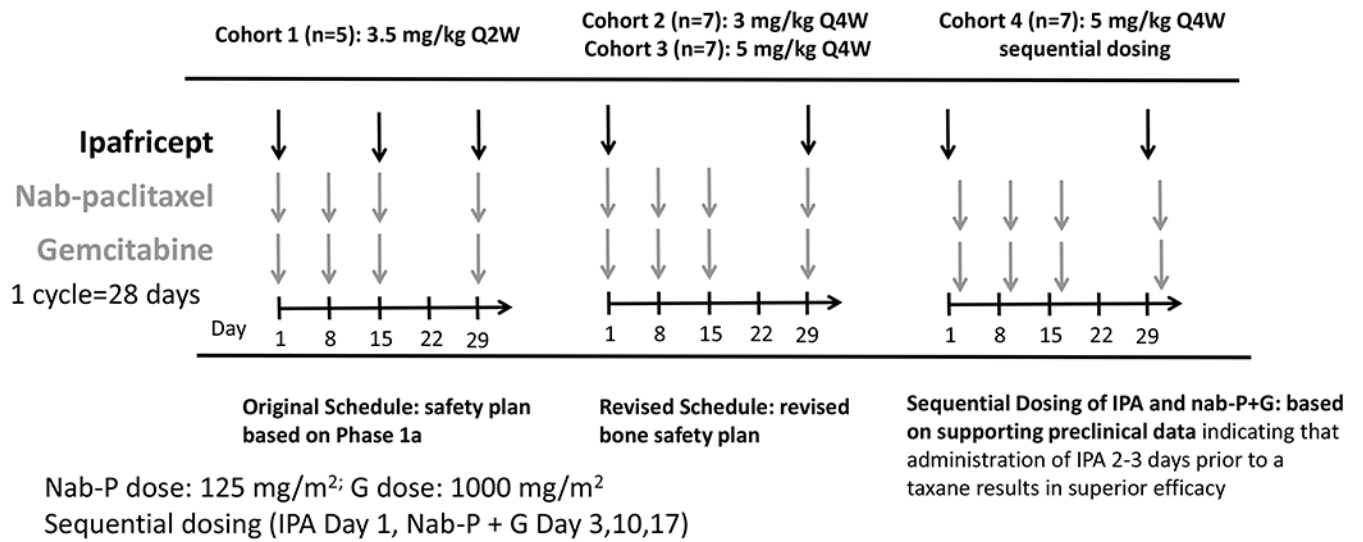 Cohort 1 (n=5): 3.5 mg/kg Q2W
Cohort 2 (n=7): 3 mg/kg Q4W
Cohort 3 (n=7): 5 mg/kg Q4W
Cohort 4 (n=7): 5 mg/kg Q4W
sequential dosing
Ipafricept
Nab-paclitaxel
Gemcitabine
1 cycle=28 days
Day
1 8 15 22 29
1 8 15 22 29
1 8 15 22 29
Original Schedule: safety plan
based on Phase 1a
Revised Schedule: revised
bone safety plan
Sequential Dosing of IPA and nab-P+G: based
on supporting preclinical data indicating that
administration of IPA 2-3 days prior to a
taxane results in superior efficacy
Nab-P dose: 125 mg/m²; G dose: 1000 mg/m²
Sequential dosing (IPA Day 1, Nab-P + G Day 3,10,17)